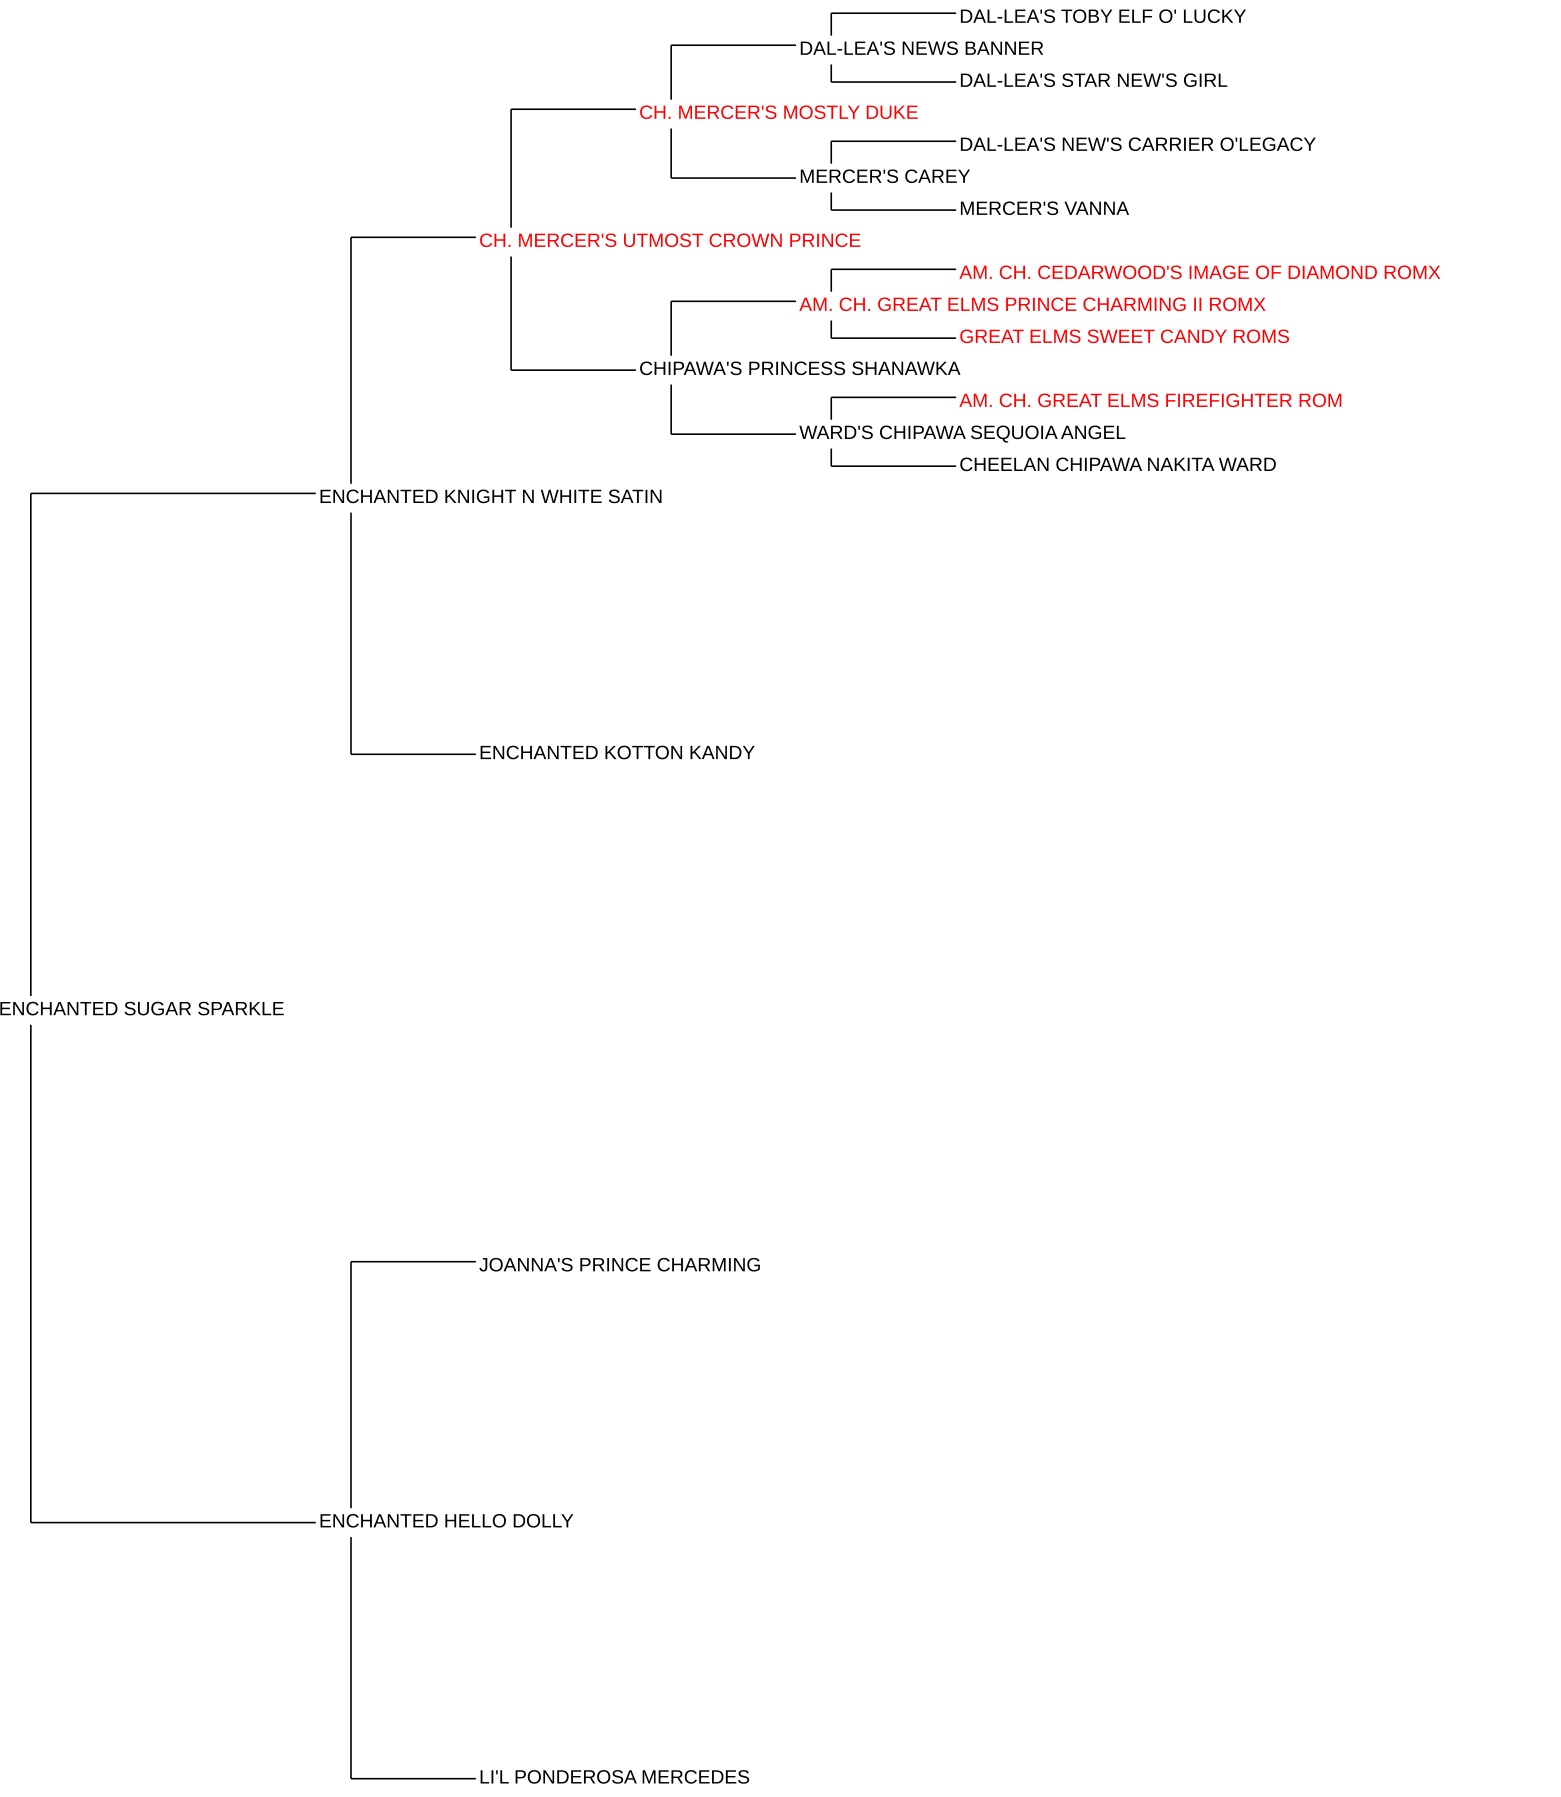 DAL-LEA'S TOBY ELF O' LUCKY
DAL-LEA'S NEWS BANNER
DAL-LEA'S STAR NEW'S GIRL
CH. MERCER'S MOSTLY DUKE
DAL-LEA'S NEW'S CARRIER O'LEGACY
MERCER'S CAREY
MERCER'S VANNA
CH. MERCER'S UTMOST CROWN PRINCE
AM. CH. CEDARWOOD'S IMAGE OF DIAMOND ROMX
AM. CH. GREAT ELMS PRINCE CHARMING II ROMX
GREAT ELMS SWEET CANDY ROMS
CHIPAWA'S PRINCESS SHANAWKA
AM. CH. GREAT ELMS FIREFIGHTER ROM
WARD'S CHIPAWA SEQUOIA ANGEL
CHEELAN CHIPAWA NAKITA WARD
ENCHANTED KNIGHT N WHITE SATIN
ENCHANTED KOTTON KANDY
ENCHANTED SUGAR SPARKLE
JOANNA'S PRINCE CHARMING
ENCHANTED HELLO DOLLY
LI'L PONDEROSA MERCEDES